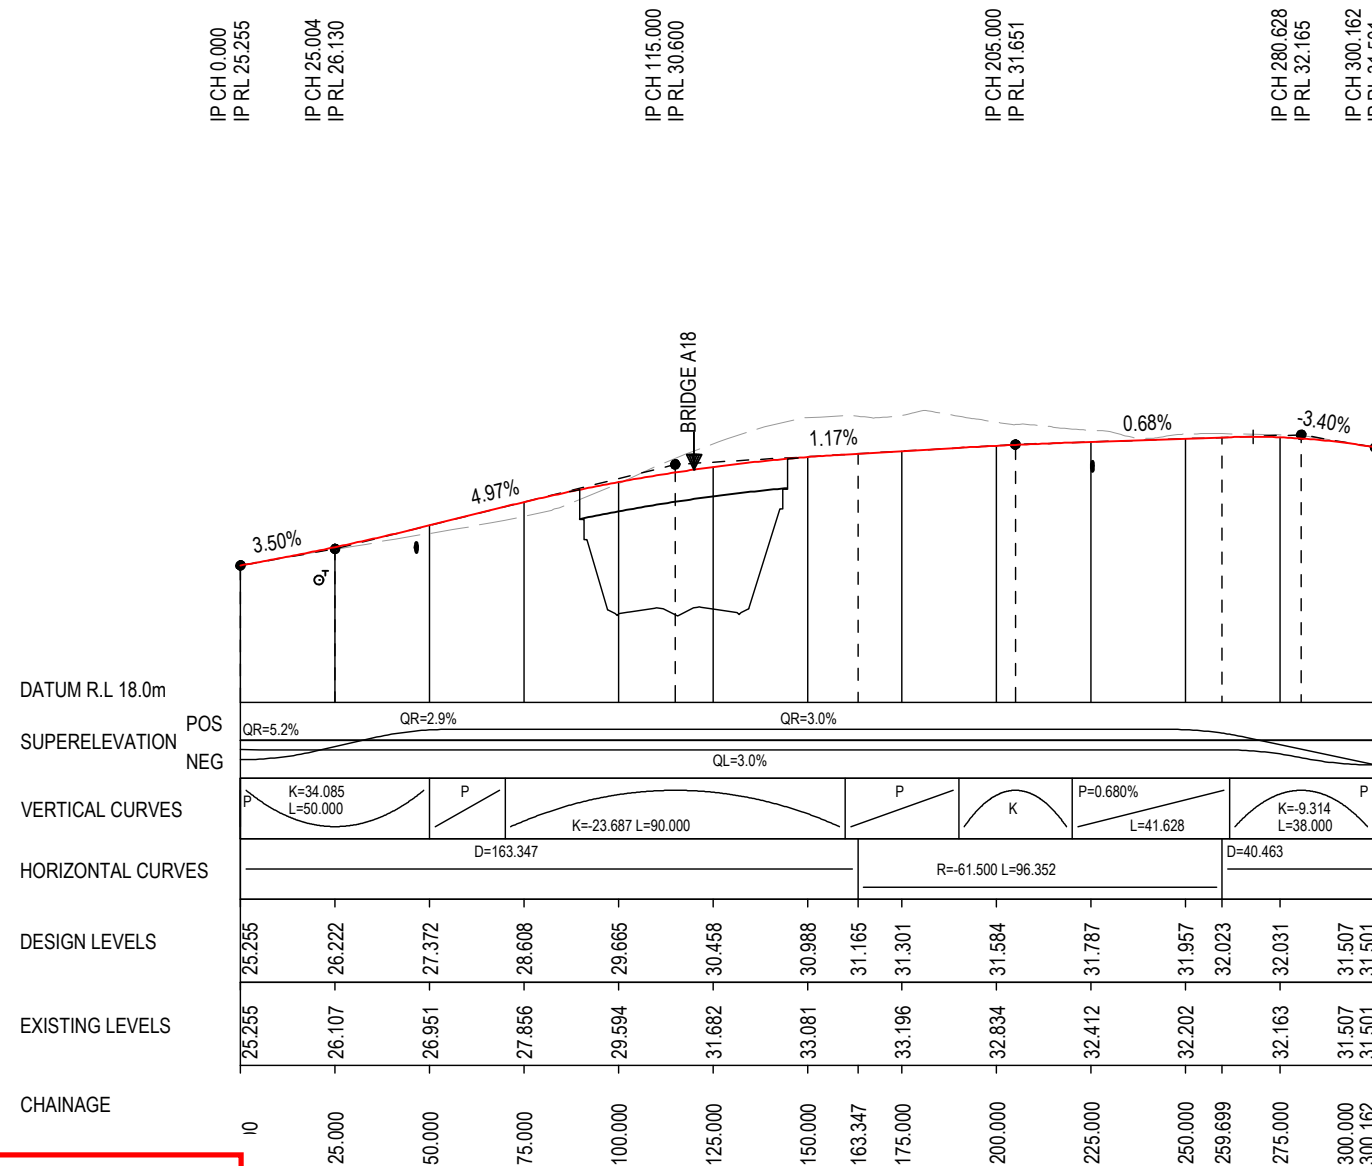 IP CH 0.000
IP RL 25.255
IP CH 25.004
IP RL 26.130
IP CH 115.000
IP RL 30.600
IP CH 205.000
IP RL 31.651
IP CH 280.628
IP RL 32.165
IP CH 300.162
BRIDGE A18
3.50%
4.97%
1.17%
0.68%
-3.40%
T
DATUM R.L 18.0m
SUPERELEVATION
POS
NEG
QR=5.2%
QR=2.9%
QR=3.0%
QL=3.0%
VERTICAL CURVES
P
K=34.085
L=50.000
P
K=-23.687 L=90.000
P
K
P=0.680%
L=41.628
K=-9.314
L=38.000
P
HORIZONTAL CURVES
D=163.347
R=-61.500 L=96.352
D=40.463
DESIGN LEVELS
25.255
26.222
27.372
28.608
29.665
30.458
30.988
31.165
31.301
31.584
31.787
31.957
32.023
32.031
31.507
31.501
EXISTING LEVELS
25.255
26.107
26.951
27.856
29.594
31.682
33.081
33.196
32.834
32.412
32.202
32.163
31.507
31.501
CHAINAGE
25.000
50.000
75.000
100.000
125.000
150.000
163.347
175.000
200.000
225.000
250.000
259.699
275.000
300.000
300.162